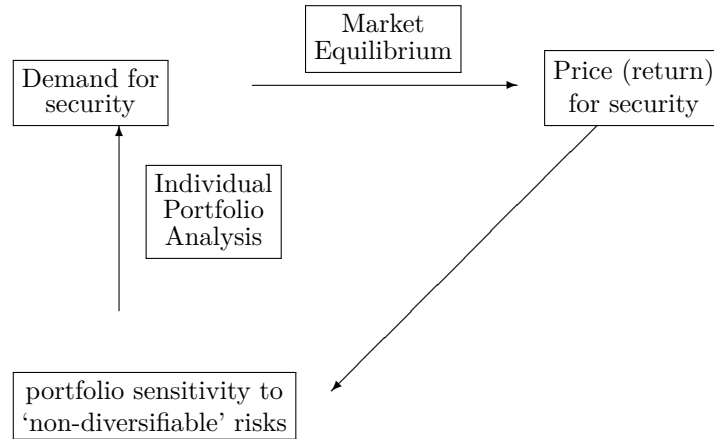 Market
Equilibrium
Demand for
security
Price (return)
for security
Individual
Portfolio
Analysis
portfolio sensitivity to
‘non-diversifiable’ risks